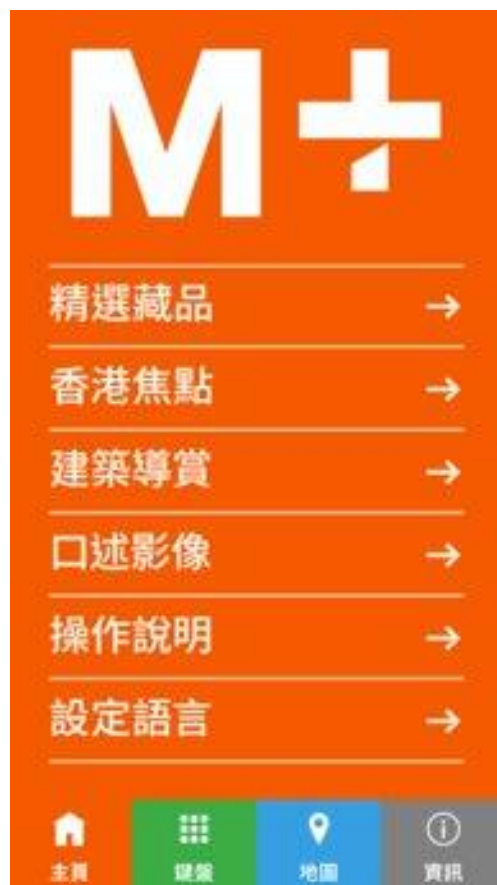 M+
精選藏品
香港焦點
建築導賞
口述影像
操作說明
設定語言
主頁
鍵盤
地圖
資訊